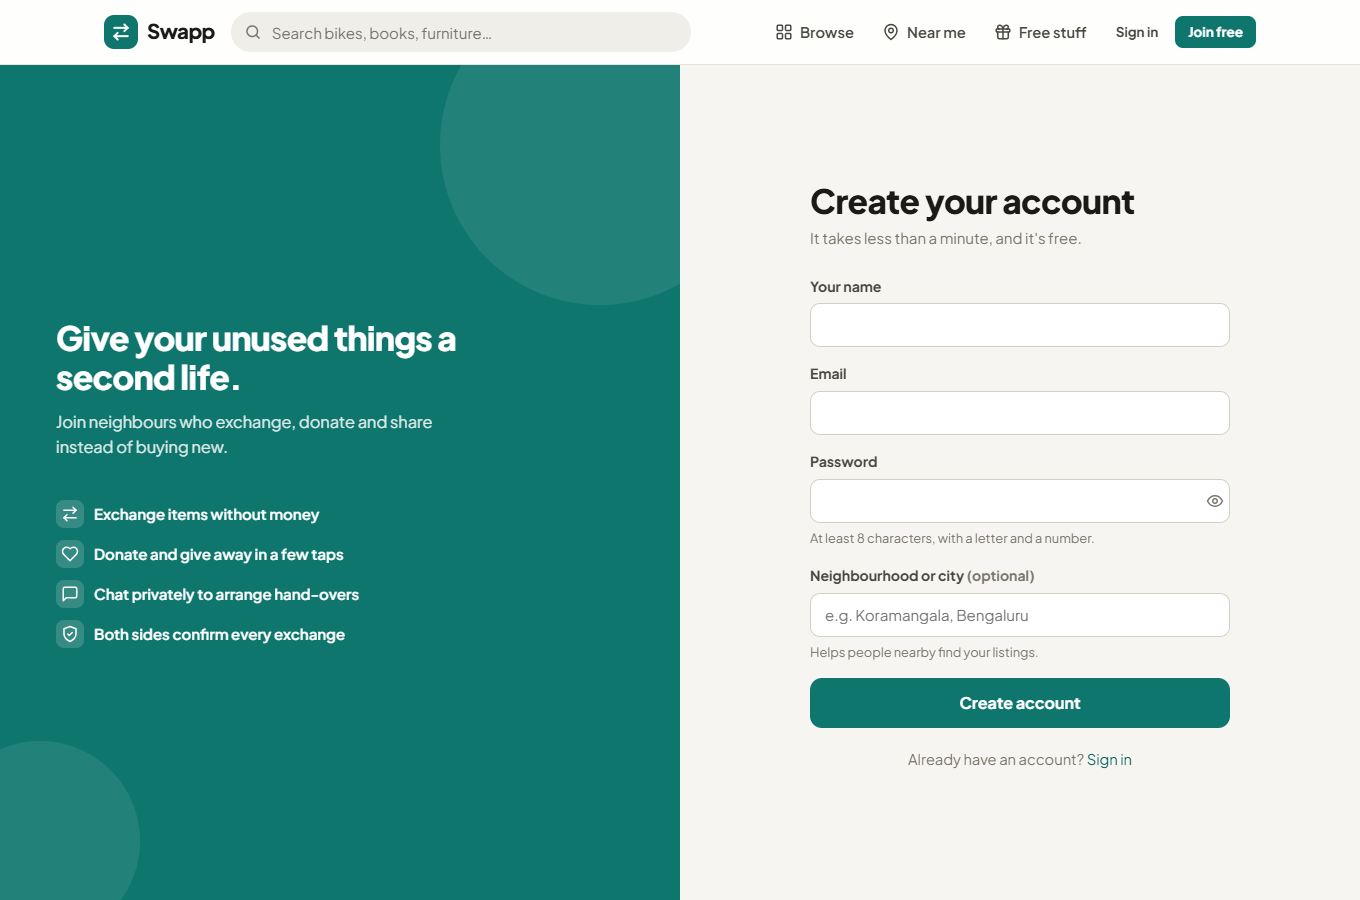 Swapp
Search bikes, books, furniture...
Browse
Near me
Free stuff
Sign in
Join free
Give your unused things a
second life.
Join neighbours who exchange, donate and share
instead of buying new.
Exchange items without money
Donate and give away in a few taps
Chat privately to arrange hand-overs
Both sides confirm every exchange
Create your account
It takes less than a minute, and it's free.
Your name
Email
Password
At least 8 characters, with a letter and a number.
Neighbourhood or city (optional)
e.g. Koramangala, Bengaluru
Helps people nearby find your listings.
Create account
Already have an account? Sign in